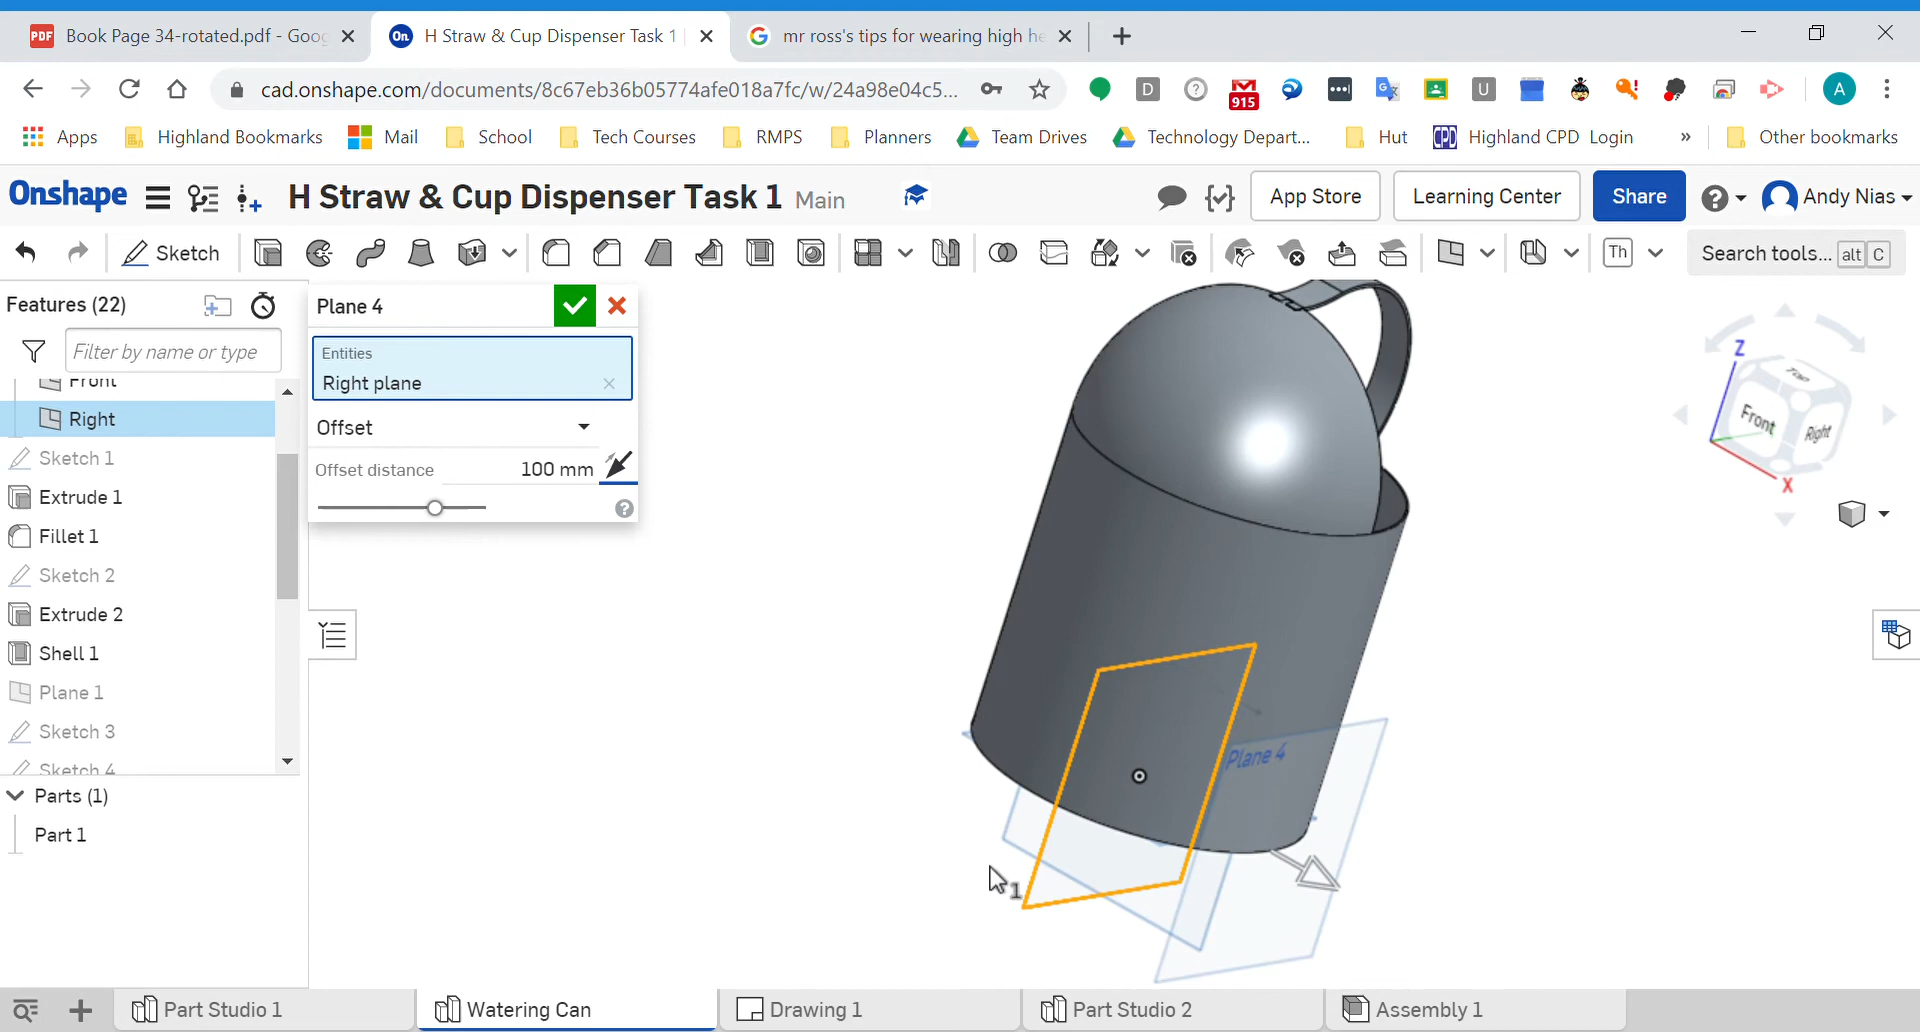 Book Page 34-rotated.pdf - Goog
H Straw & Cup Dispenser Task 1
mr ross's tips for wearing high he
cad.onshape.com/documents/8c67eb36b05774afe018a7fc/w/24a98e04c5...
D
915
U
A
Apps
Highland Bookmarks
Mail
School
Tech Courses
RMPS
Planners
Team Drives
Technology Depart...
Hut
CPD
Highland CPD Login
»
Other bookmarks
Onshape
H Straw & Cup Dispenser Task 1 Main
App Store
Learning Center
Share
Andy Nias
Sketch
Th
Search tools... alt C
Features (22)
Filter by name or type
Front
Right
Sketch 1
Extrude 1
Fillet 1
Sketch 2
Extrude 2
Shell 1
Plane 1
Sketch 3
Sketch 4
Parts (1)
Part 1
Plane 4
Entities
Right plane
Offset
Offset distance 100 mm
Plane 4
1
Z
Top
Front
Right
X
Part Studio 1
Watering Can
Drawing 1
Part Studio 2
Assembly 1